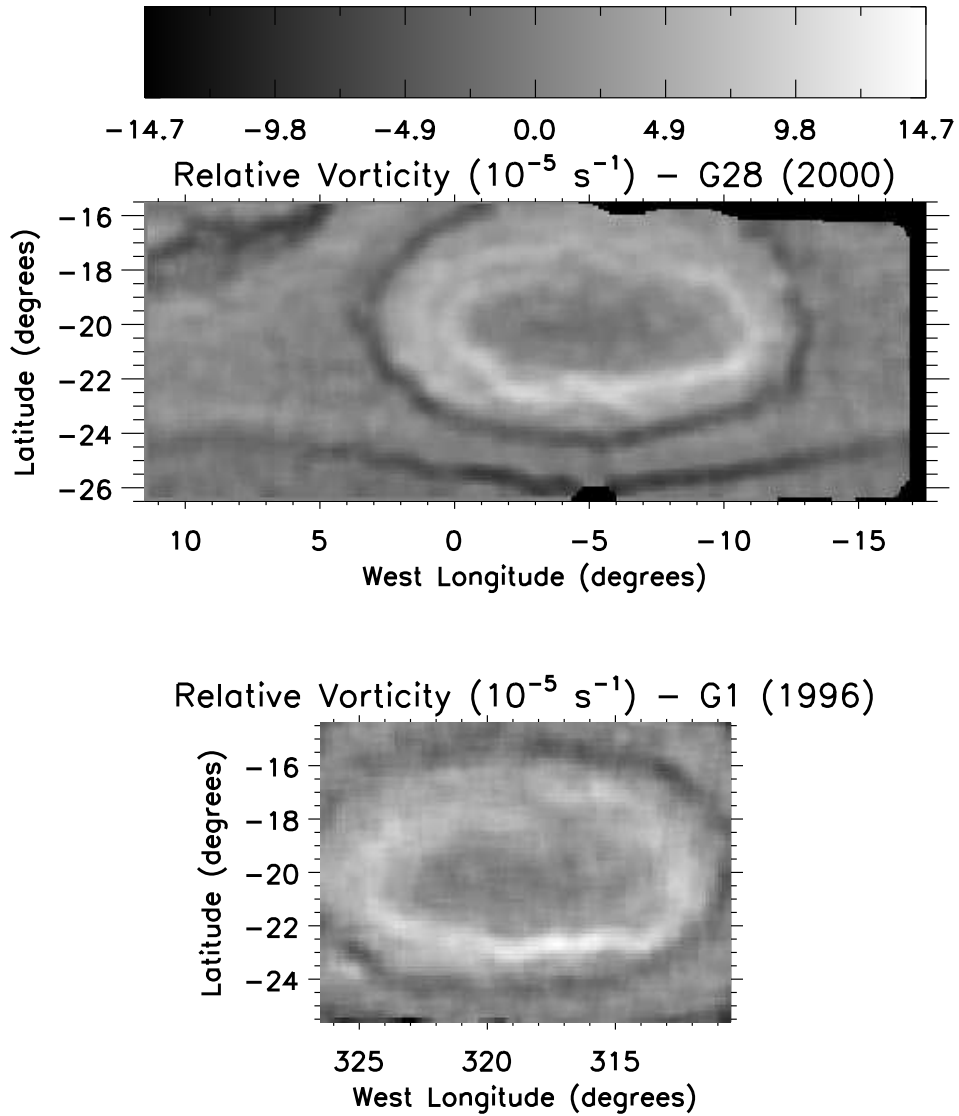 −14.7 −9.8 −4.9 0.0 4.9 9.8 14.7
Relative Vorticity (10⁻⁵ s⁻¹) − G28 (2000)
−16
−18
−20
−22
−24
−26
Latitude (degrees)
10 5 0 −5 −10 −15
West Longitude (degrees)
Relative Vorticity (10⁻⁵ s⁻¹) − G1 (1996)
−16
−18
−20
−22
−24
Latitude (degrees)
325 320 315
West Longitude (degrees)